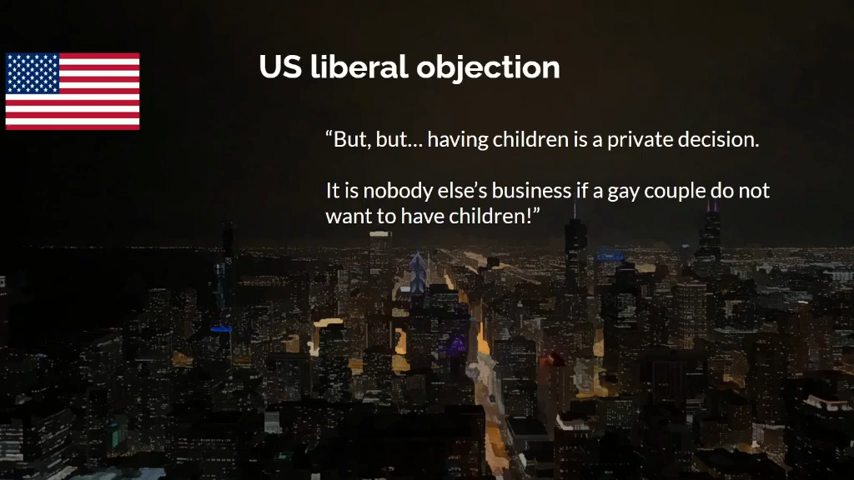 US liberal objection
“But, but... having children is a private decision.
It is nobody else’s business if a gay couple do not
want to have children!”